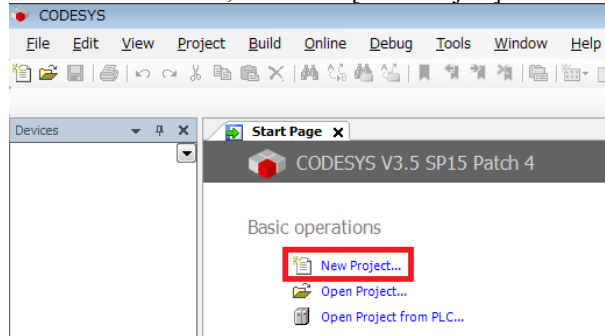 CODESYS
File Edit View Project Build Online Debug Tools Window Help
Devices
Start Page
CODESYS V3.5 SP15 Patch 4
Basic operations
New Project...
Open Project...
Open Project from PLC...